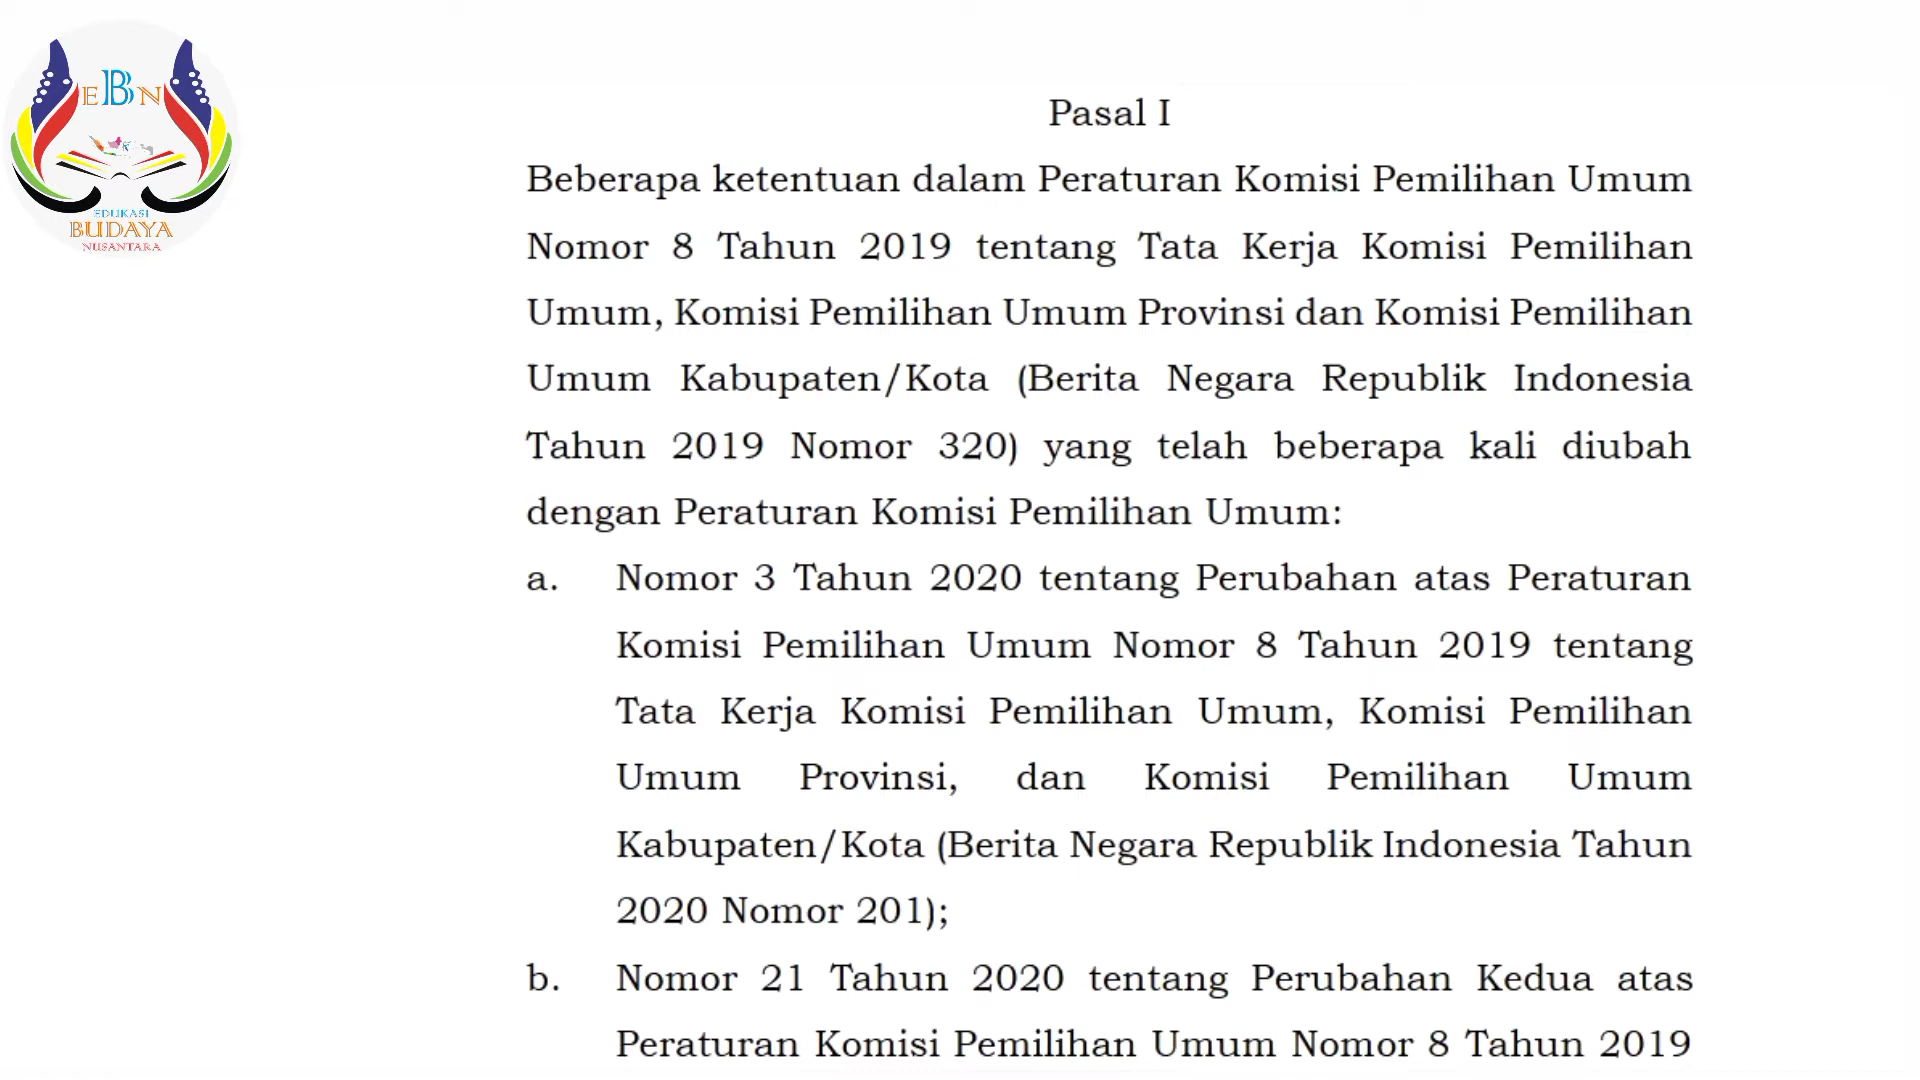 EBN
EDUKASI
BUDAYA
NUSANTARA
Pasal I
Beberapa ketentuan dalam Peraturan Komisi Pemilihan Umum
Nomor 8 Tahun 2019 tentang Tata Kerja Komisi Pemilihan
Umum, Komisi Pemilihan Umum Provinsi dan Komisi Pemilihan
Umum Kabupaten/Kota (Berita Negara Republik Indonesia
Tahun 2019 Nomor 320) yang telah beberapa kali diubah
dengan Peraturan Komisi Pemilihan Umum:
a. Nomor 3 Tahun 2020 tentang Perubahan atas Peraturan
Komisi Pemilihan Umum Nomor 8 Tahun 2019 tentang
Tata Kerja Komisi Pemilihan Umum, Komisi Pemilihan
Umum Provinsi, dan Komisi Pemilihan Umum
Kabupaten/Kota (Berita Negara Republik Indonesia Tahun
2020 Nomor 201);
b. Nomor 21 Tahun 2020 tentang Perubahan Kedua atas
Peraturan Komisi Pemilihan Umum Nomor 8 Tahun 2019